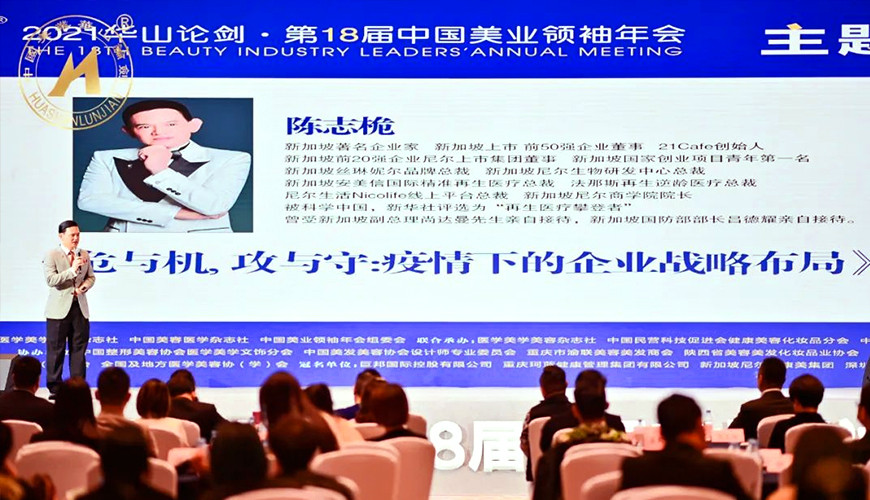 2021华山论剑·第18届中国美业领袖年会
THE 18TH BEAUTY INDUSTRY LEADERS'ANNUAL MEETING
主题
HUASHANLUNJIAN
陈志桅
新加坡著名企业家 新加坡上市 前50强企业董事 21Cafe创始人
新加坡前20强企业尼尔上市集团董事 新加坡国家创业项目青年第一名
新加坡丝琳妮尔品牌总裁 新加坡尼尔生物研发中心总裁
新加坡安美信国际精准再生医疗总裁 法那斯再生逆龄医疗总裁
尼尔生活Nicolife线上平台总裁 新加坡尼尔商学院院长
被科学中国,新华社评选为“再生医疗攀登者”
曾受新加坡副总理尚达曼先生亲自接待,新加坡国防部部长吕德耀亲自接待。
危与机,攻与守:疫情下的企业战略布局》
医学美学美容杂志社 中国美容医学杂志社 中国美业领袖年会组委会 联合承办:医学美学美容杂志社 中国民营科技促进会健康美容化妆品分会 中
协办 中国整形美容协会医学美学文饰分会 中国美发美容协会设计师专业委员会 重庆市渝联美容美发商会 陕西省美容美发化妆品业协会
全国及地方医学美容协(学)会 冠名单位:巨邦国际控股有限公司 重庆珂 健康管理集团有限公司 新加坡尼尔 康美集团 深圳
18届